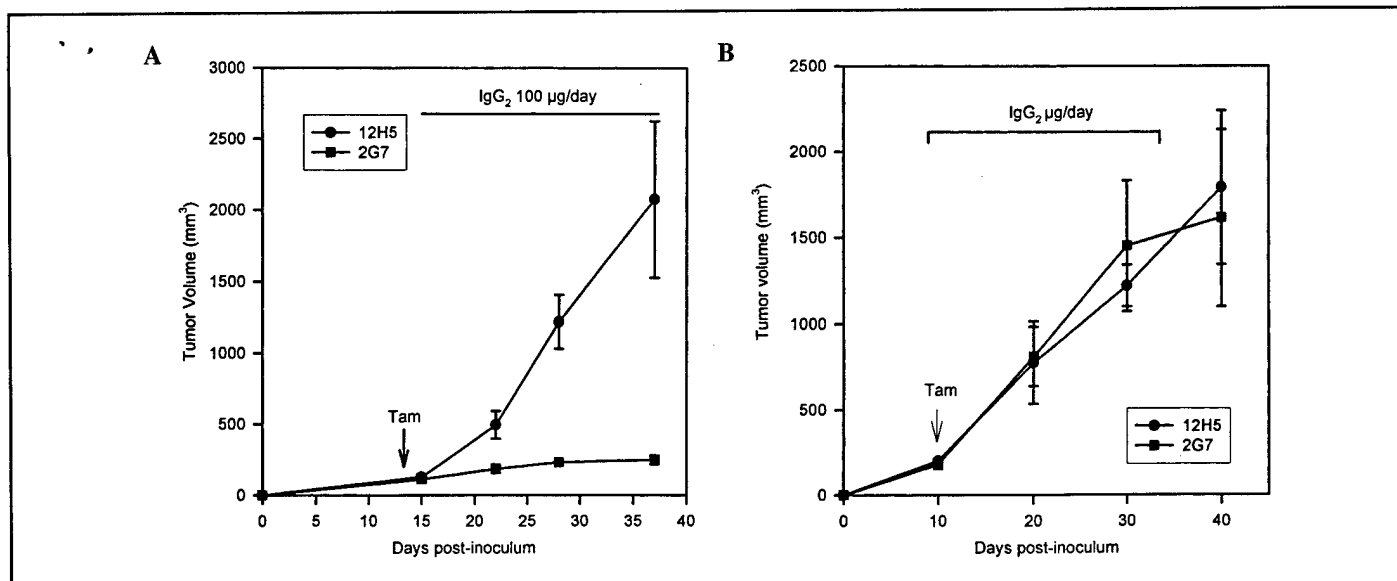 A
3000
2500
2000
1500
1000
500
0
Tumor Volume (mm³)
IgG₂ 100 µg/day
12H5
2G7
Tam
0 5 10 15 20 25 30 35 40
Days post-inoculum
B
2500
2000
1500
1000
500
0
Tumor volume (mm³)
IgG₂ µg/day
Tam
12H5
2G7
0 10 20 30 40
Days post-inoculum